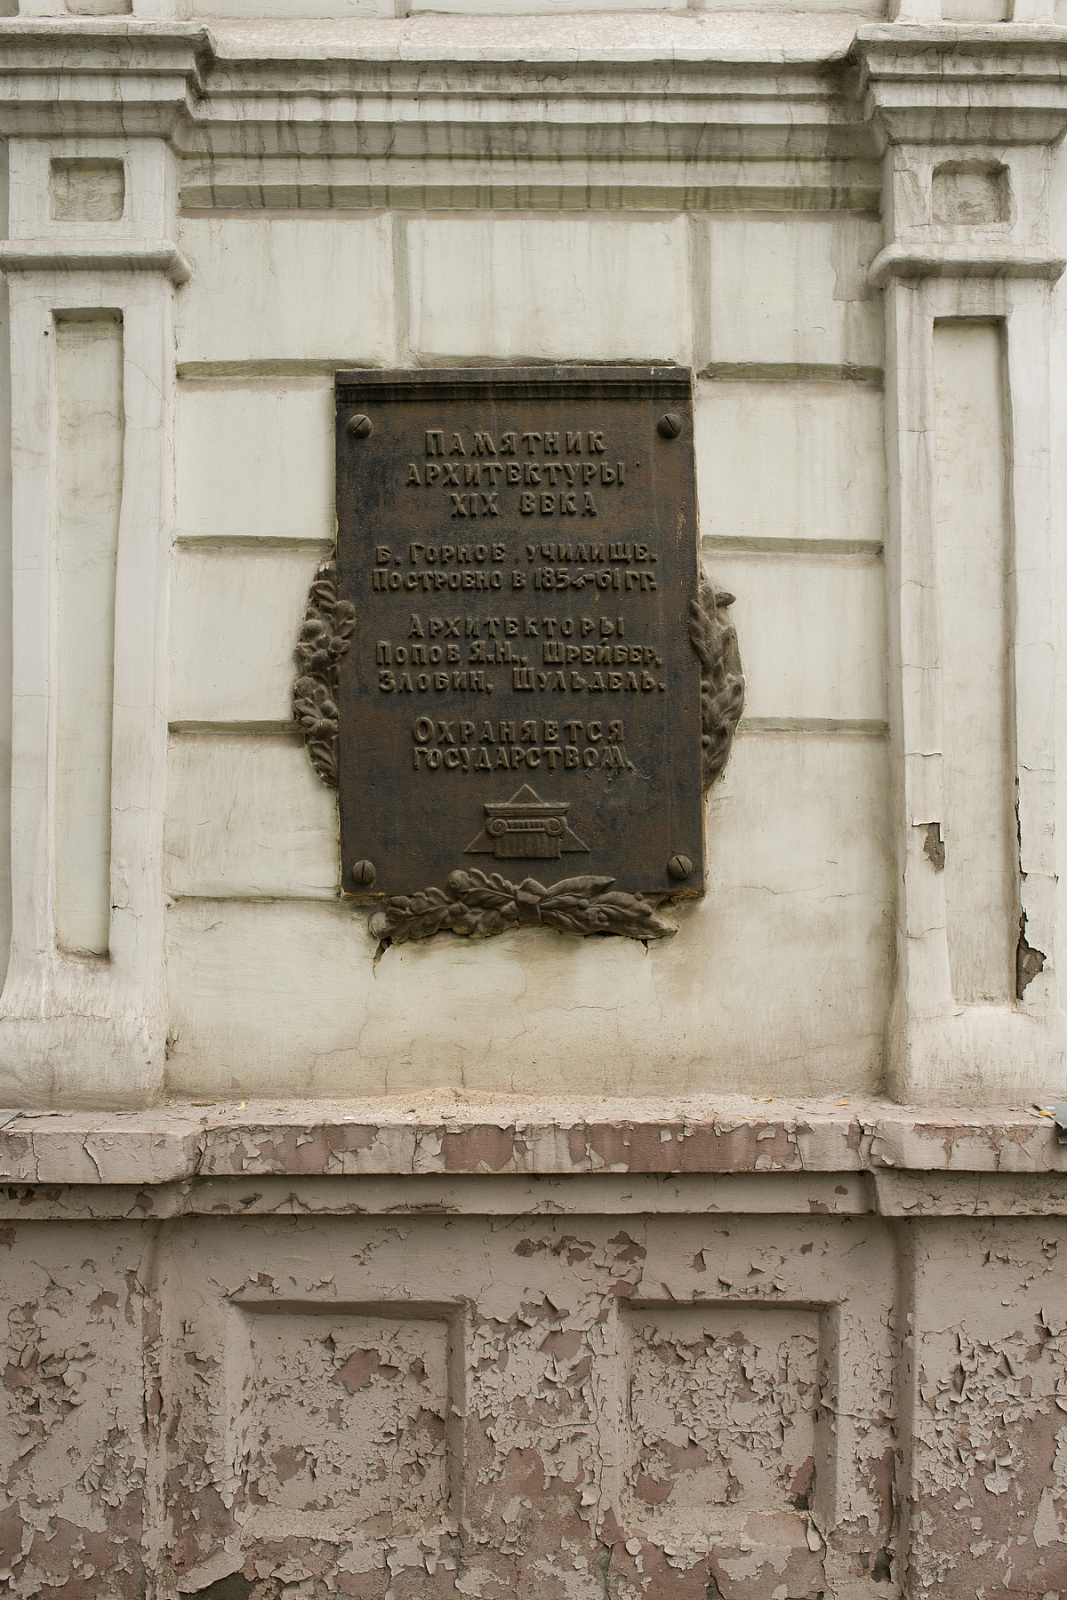 ПАМЯТНИК
АРХИТЕКТУРЫ
XIX ВЕКА
Б. ГОРНОЕ УЧИЛИЩЕ.
ПОСТРОЕНО В 1854-61 ГГ.
АРХИТЕКТОРЫ
ПОПОВ Я.Н., ШРЕЙБЕР,
ЗЛОБИН, ШУЛЬДЕЛЬ.
ОХРАНЯЕТСЯ
ГОСУДАРСТВОМ.